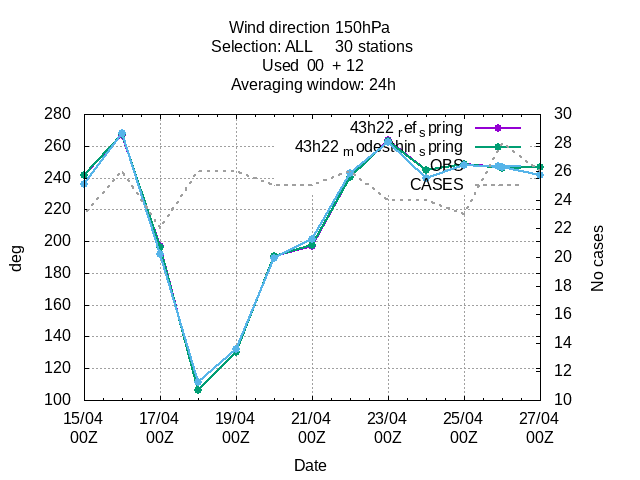 Wind direction 150hPa
Selection: ALL 30 stations
Used 00 + 12
Averaging window: 24h
280 30
260 28
240 26
220 24
200 22
180 20
160 18
140 16
120 14
100 12
10
43h22 ref spring
43h22 modesthin spring
OBS
CASES
deg
No cases
15/04 17/04 19/04 21/04 23/04 25/04 27/04
00Z 00Z 00Z 00Z 00Z 00Z 00Z
Date